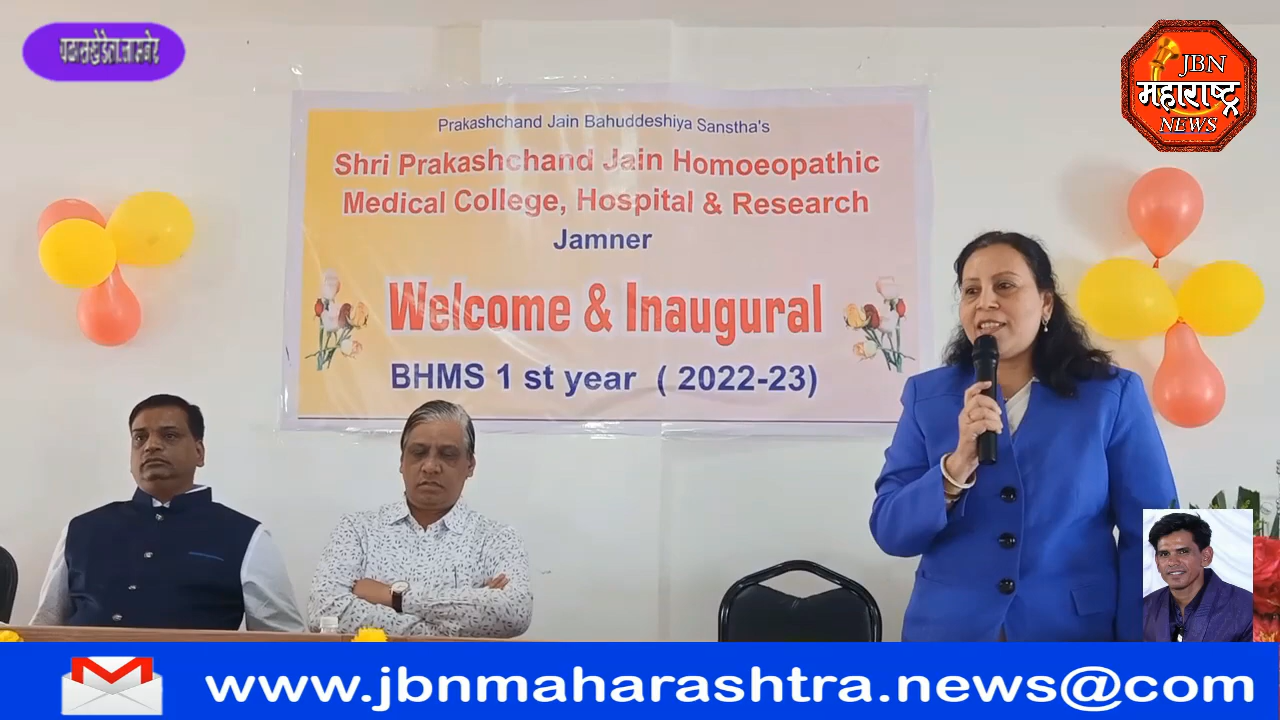 JBN
महाराष्ट्र
NEWS
Prakashchand Jain Bahuddeshiya Sanstha's
Shri Prakashchand Jain Homoeopathic
Medical College, Hospital & Research
Jamner
Welcome & Inaugural
BHMS 1 st year ( 2022-23)
www.jbnmaharashtra.news@com